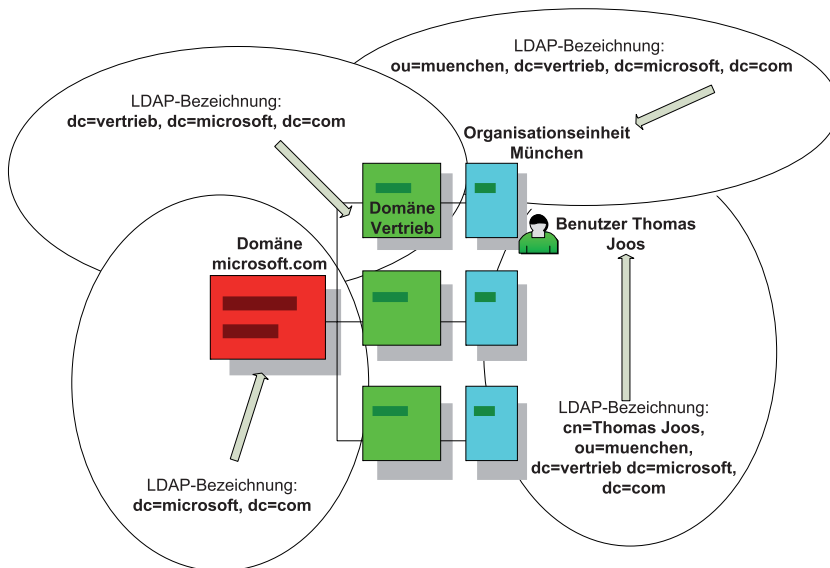 LDAP-Bezeichnung:
ou=muenchen, dc=vertrieb, dc=microsoft, dc=com
LDAP-Bezeichnung:
dc=vertrieb, dc=microsoft, dc=com
Organisationseinheit
München
Domäne
Vertrieb
Benutzer Thomas
Joos
Domäne
microsoft.com
LDAP-Bezeichnung:
cn=Thomas Joos,
ou=muenchen,
dc=vertrieb dc=microsoft,
dc=com
LDAP-Bezeichnung:
dc=microsoft, dc=com